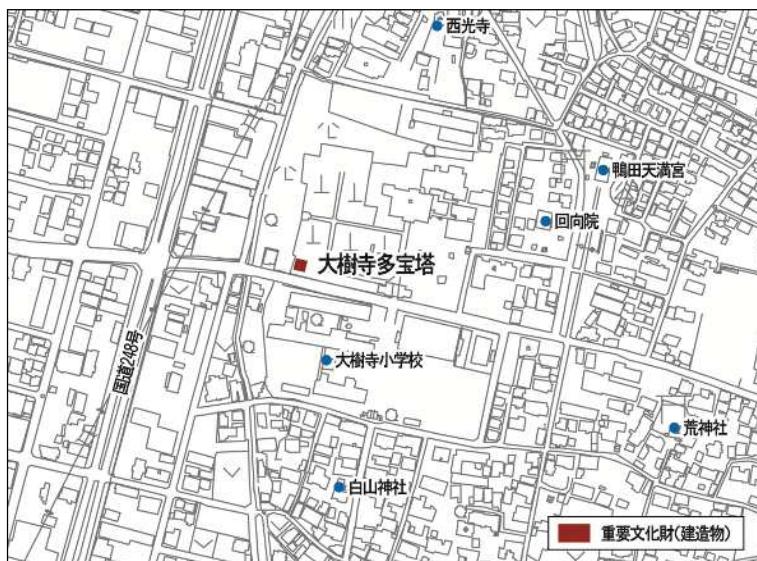 西光寺
鴨田天満宮
回向院
大樹寺多宝塔
国道248号
大樹寺小学校
荒神社
白山神社
重要文化財(建造物)